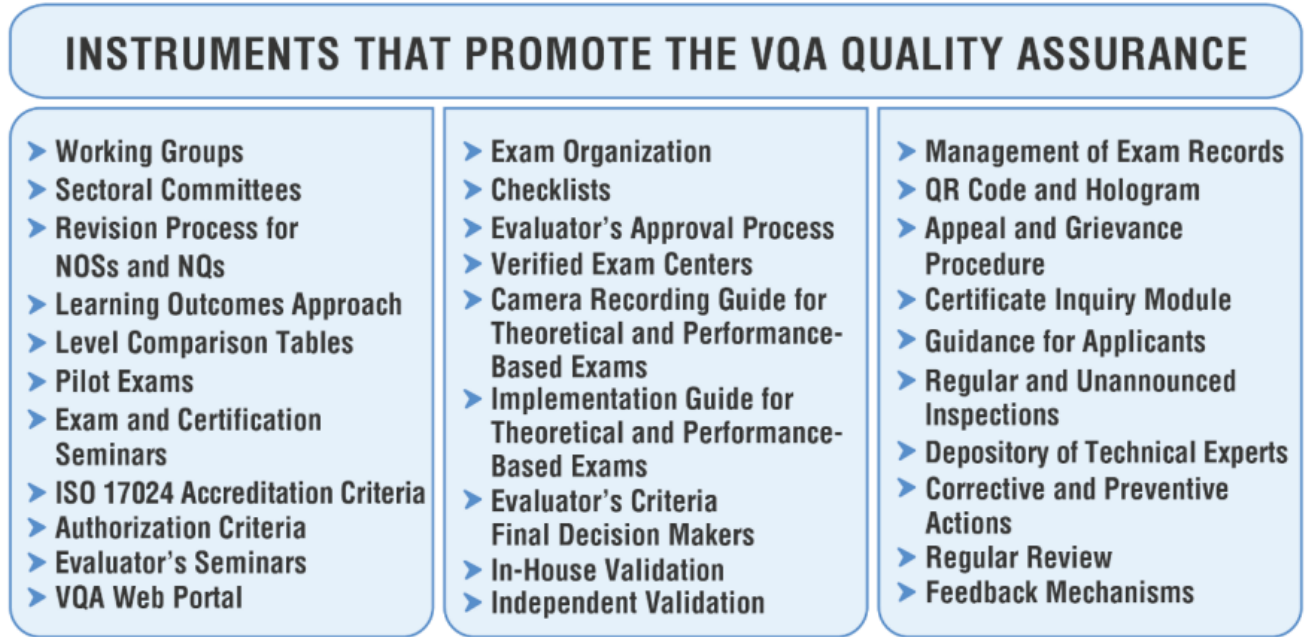 INSTRUMENTS THAT PROMOTE THE VQA QUALITY ASSURANCE
➤ Working Groups
➤ Sectoral Committees
➤ Revision Process for
NOSs and NQs
➤ Learning Outcomes Approach
➤ Level Comparison Tables
➤ Pilot Exams
➤ Exam and Certification
Seminars
➤ ISO 17024 Accreditation Criteria
➤ Authorization Criteria
➤ Evaluator's Seminars
➤ VQA Web Portal
➤ Exam Organization
➤ Checklists
➤ Evaluator's Approval Process
➤ Verified Exam Centers
➤ Camera Recording Guide for
Theoretical and Performance-
Based Exams
➤ Implementation Guide for
Theoretical and Performance-
Based Exams
➤ Evaluator's Criteria
Final Decision Makers
➤ In-House Validation
➤ Independent Validation
➤ Management of Exam Records
➤ QR Code and Hologram
➤ Appeal and Grievance
Procedure
➤ Certificate Inquiry Module
➤ Guidance for Applicants
➤ Regular and Unannounced
Inspections
➤ Depository of Technical Experts
➤ Corrective and Preventive
Actions
➤ Regular Review
➤ Feedback Mechanisms